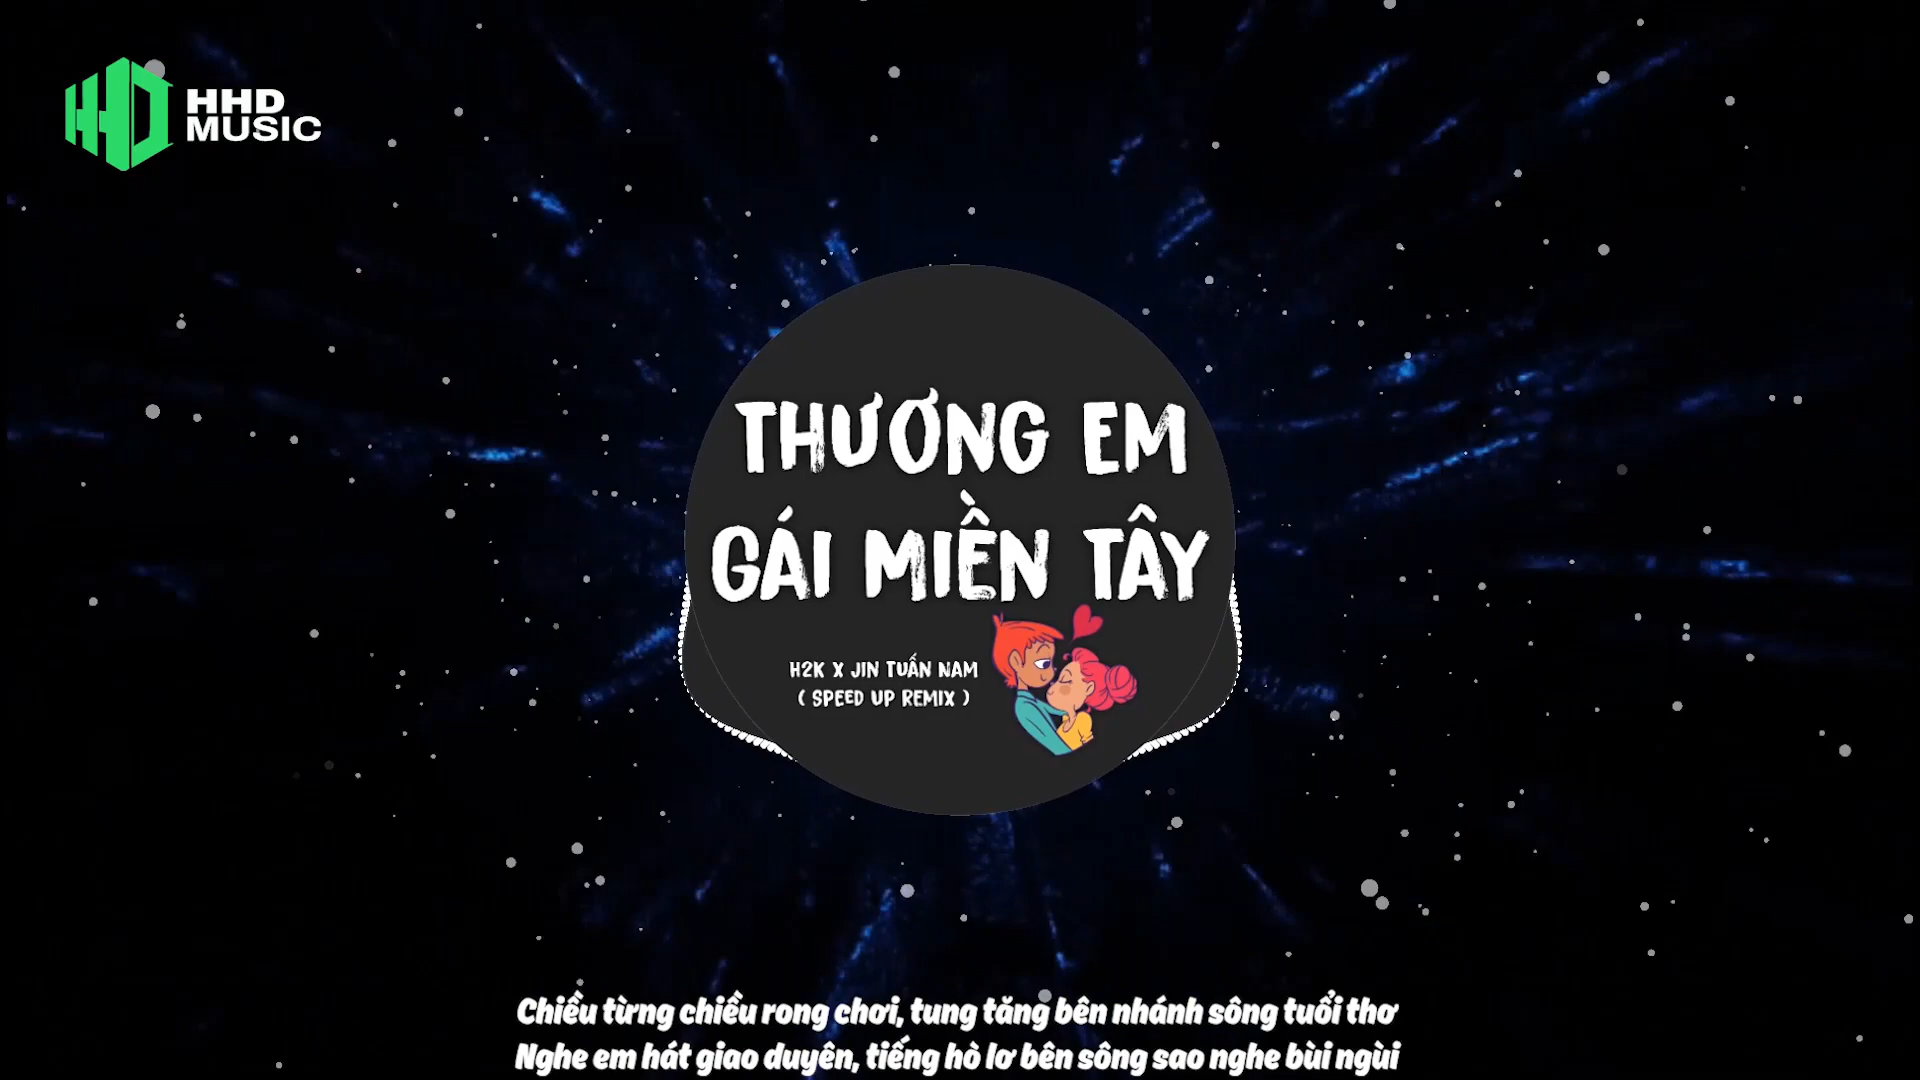 HHD
MUSIC
THƯƠNG EM
GÁI MIỀN TÂY
H2K X JIN TUẤN NAM
( SPEED UP REMIX )
Chiều từng chiều rong chơi, tung tăng bên nhánh sông tuổi thơ
Nghe em hát giao duyên, tiếng hò lơ bên sông sao nghe bùi ngùi